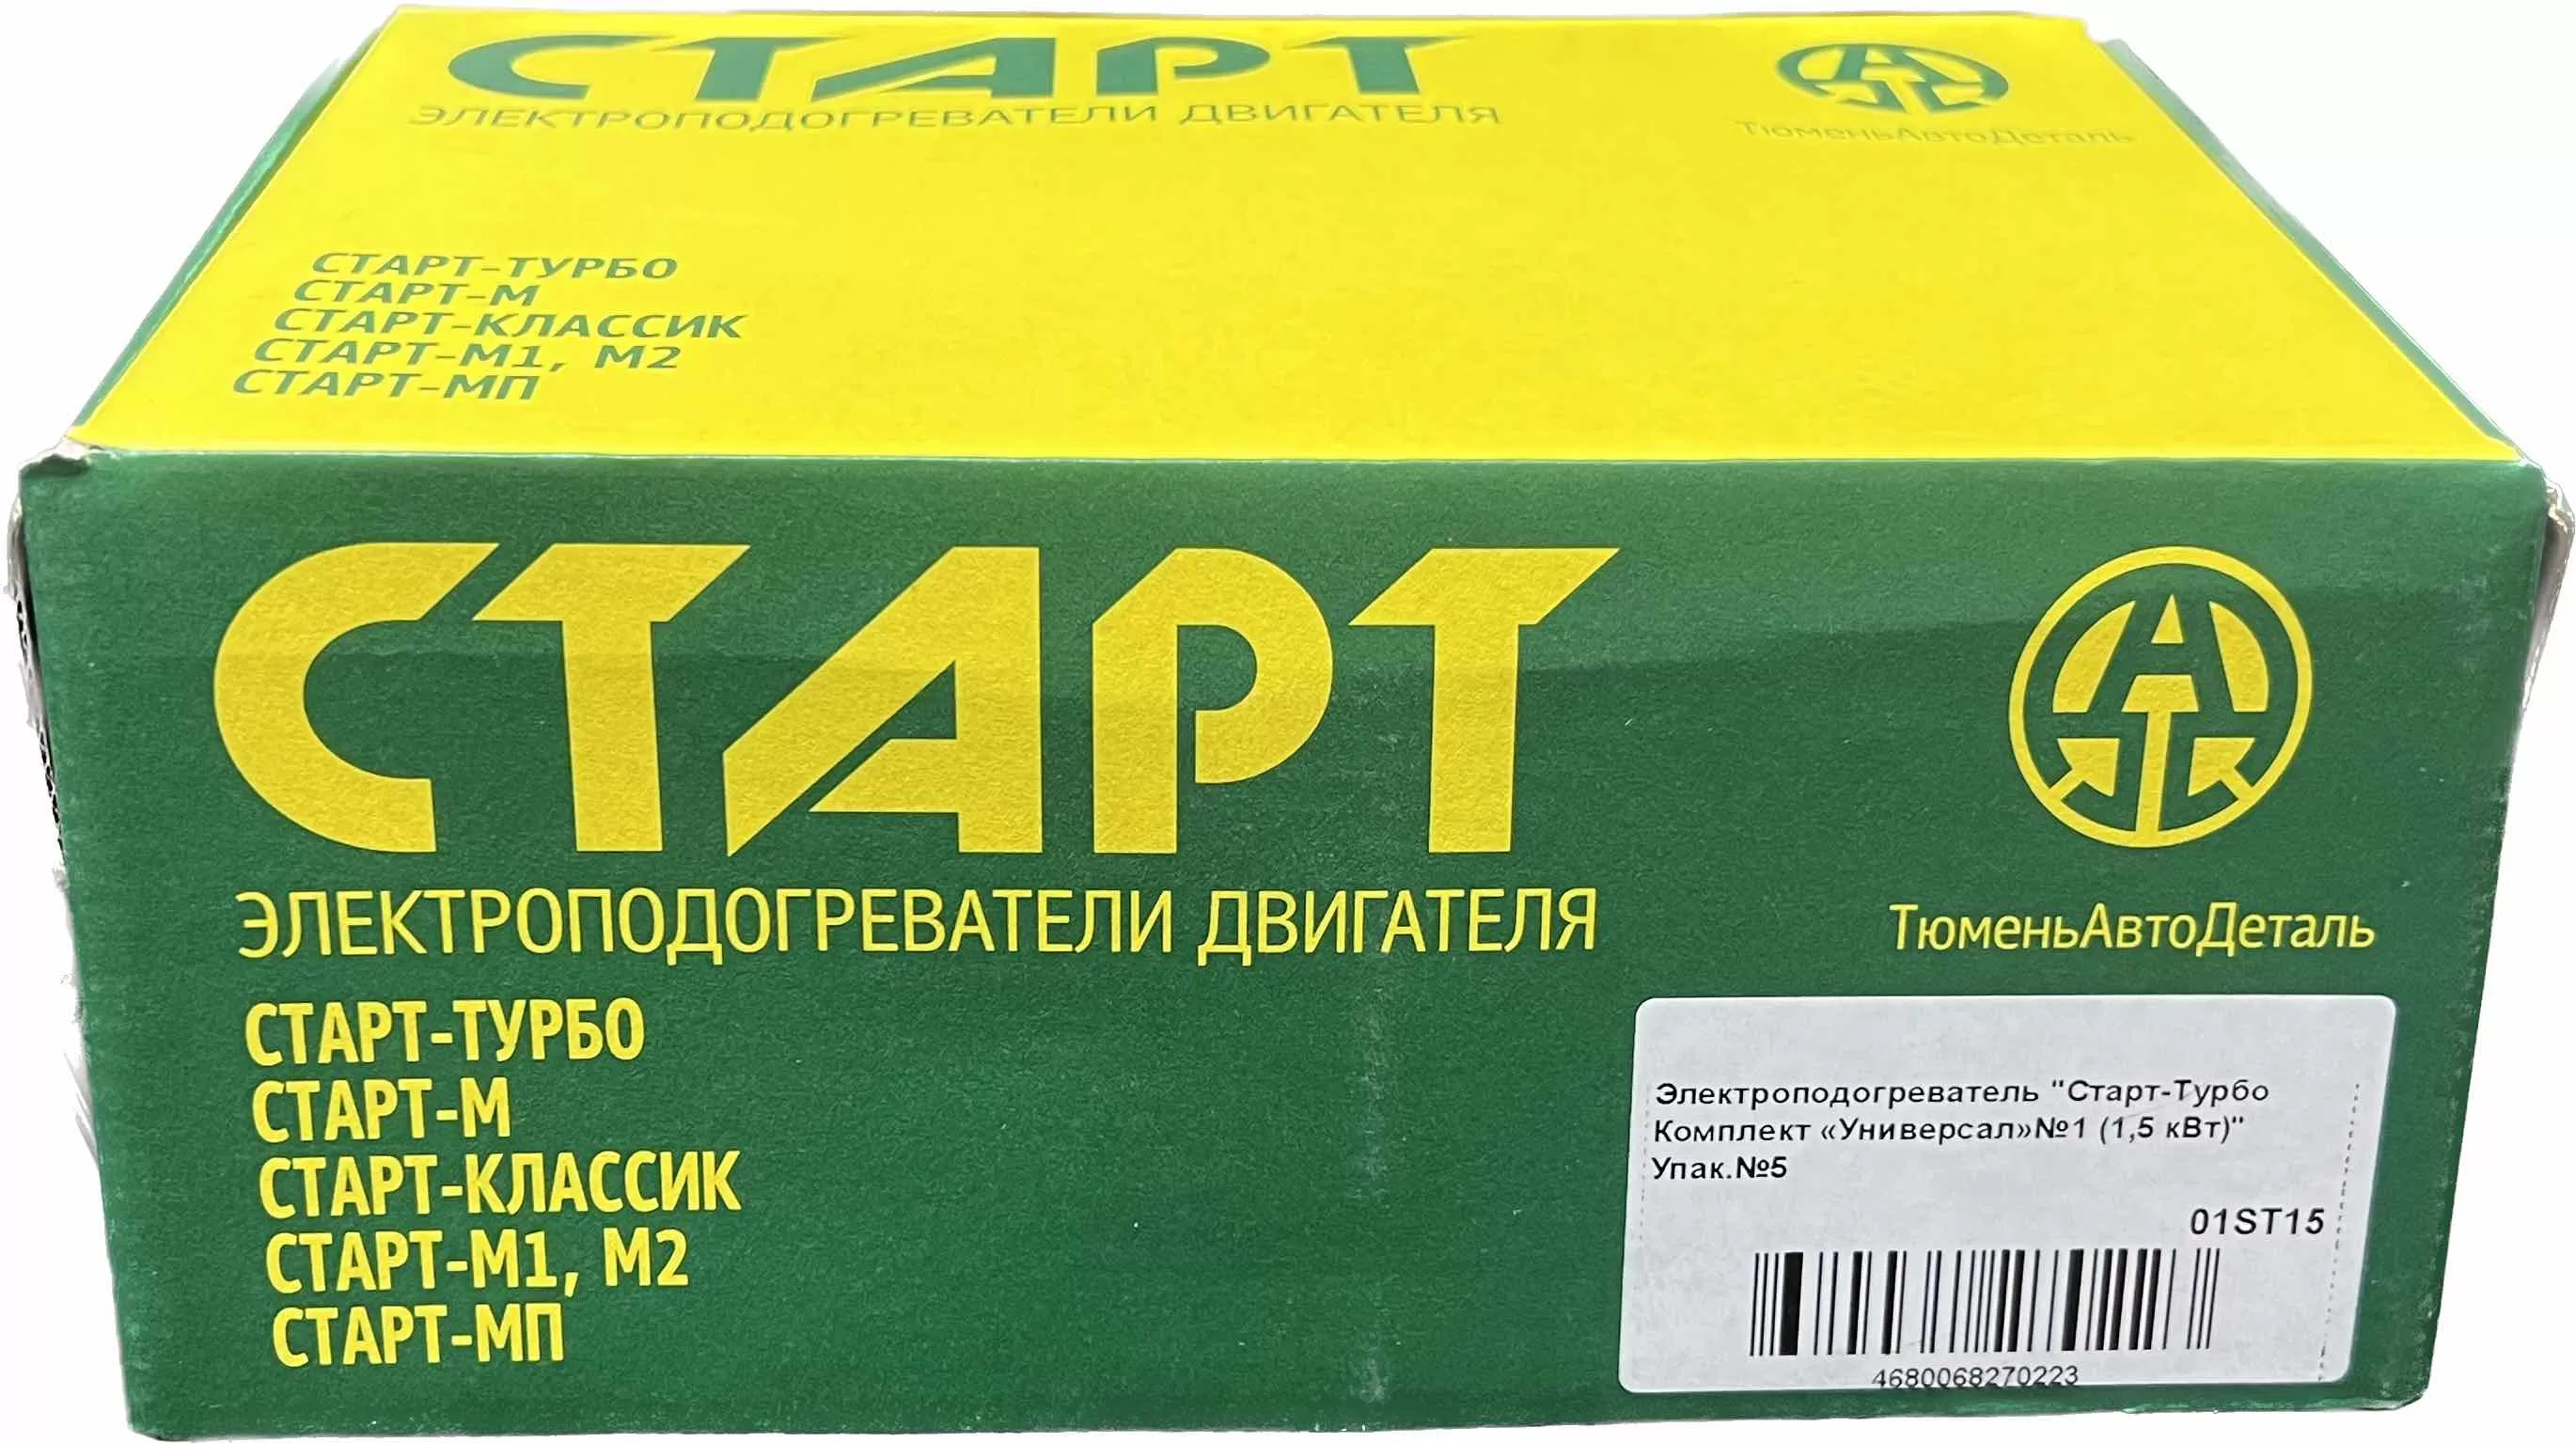 СТАРТ
ЭЛЕКТРОПОДОГРЕВАТЕЛИ ДВИГАТЕЛЯ
ТюменьАвтоДеталь
СТАРТ-ТУРБО
СТАРТ-М
СТАРТ-КЛАССИК
СТАРТ-М1, М2
СТАРТ-МП
СТАРТ
ЭЛЕКТРОПОДОГРЕВАТЕЛИ ДВИГАТЕЛЯ
ТюменьАвтоДеталь
СТАРТ-ТУРБО
СТАРТ-М
СТАРТ-КЛАССИК
СТАРТ-М1, М2
СТАРТ-МП
Электроподогреватель "Старт-Турбо
Комплект «Универсал»№1 (1,5 кВт)"
Упак.№5
01ST15
4680068270223